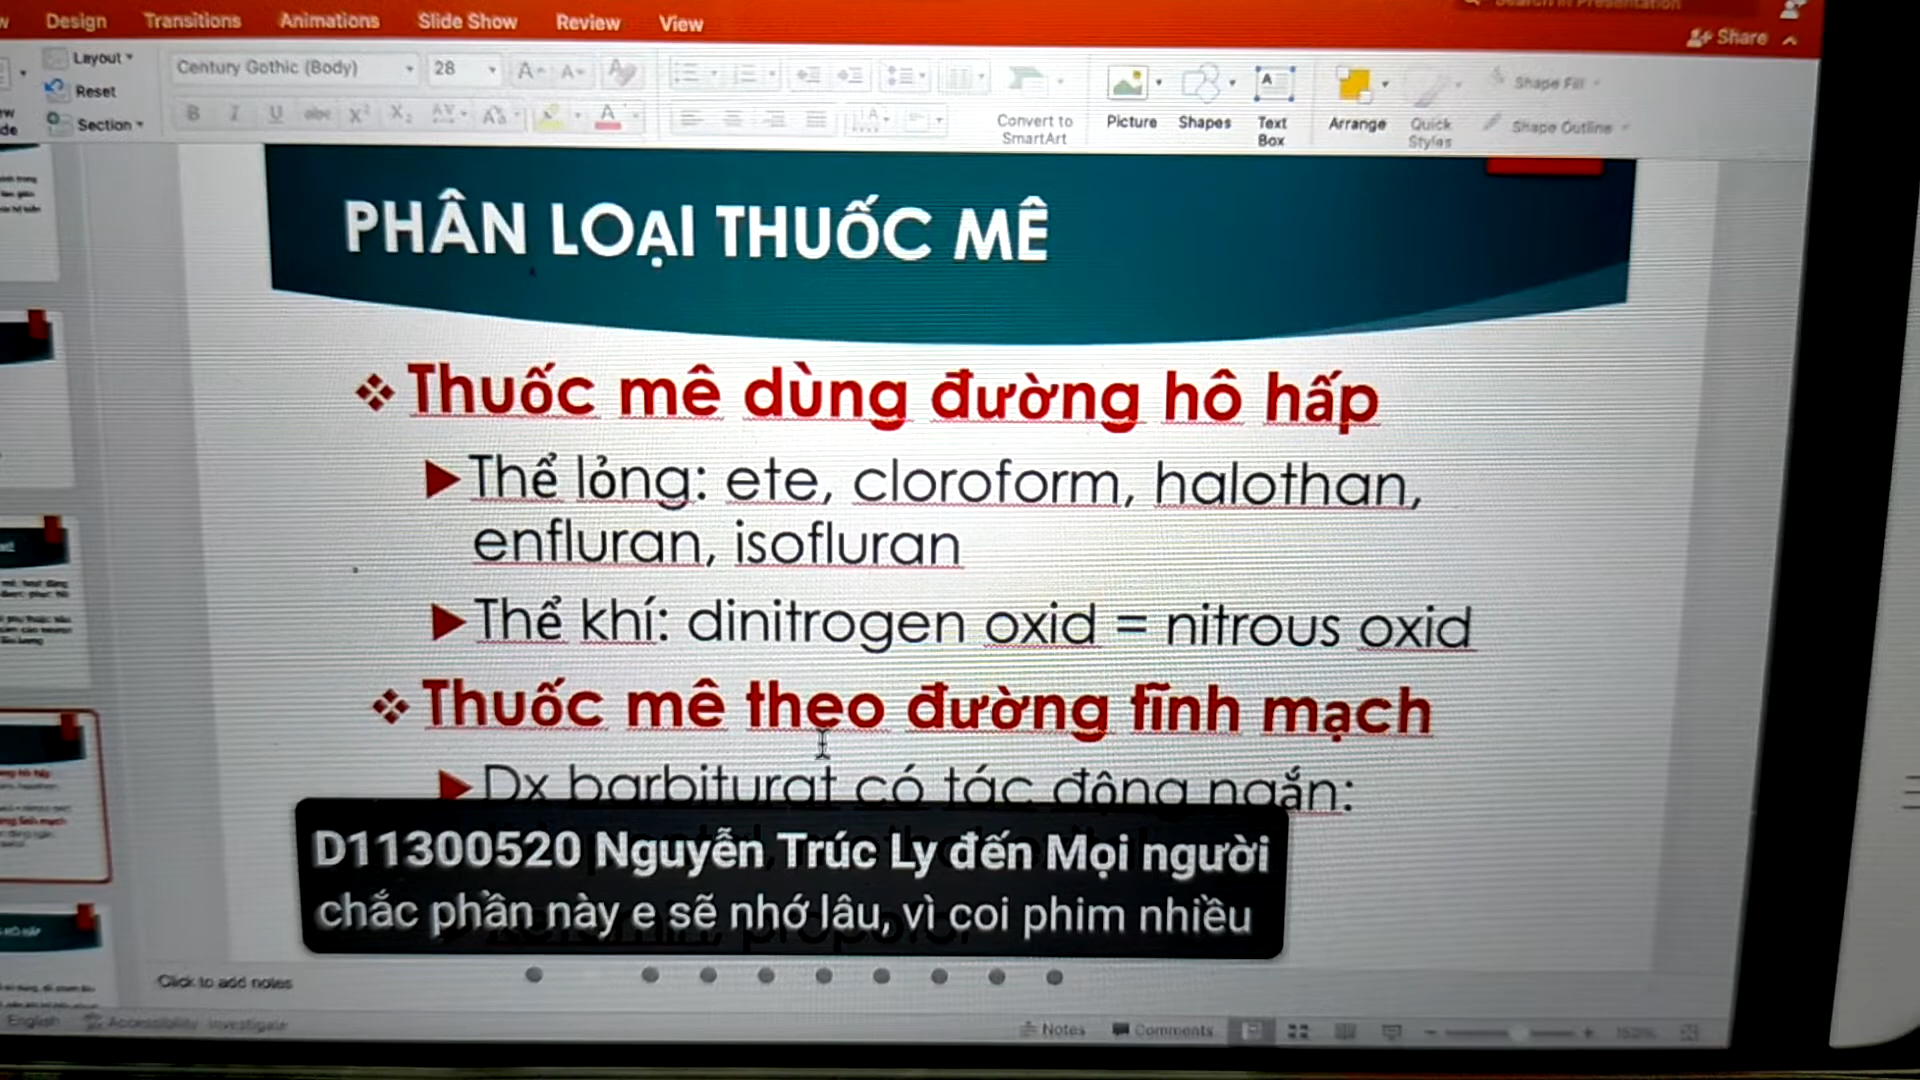 Design Transitions Animations Slide Show Review View
Share
Layout
Reset
Section
Century Gothic (Body) 28
Convert to SmartArt
Picture Shapes Text Box Arrange Quick Styles
Shape Fill
Shape Outline
PHÂN LOẠI THUỐC MÊ
Thuốc mê dùng đường hô hấp
Thể lỏng: ete, cloroform, halothan,
enfluran, isofluran
Thể khí: dinitrogen oxid = nitrous oxid
Thuốc mê theo đường tĩnh mạch
Dx barbiturat có tác động ngắn:
D11300520 Nguyễn Trúc Ly đến Mọi người
chắc phần này e sẽ nhớ lâu, vì coi phim nhiều
Click to add notes
English Accessibility: Investigate
Notes Comments